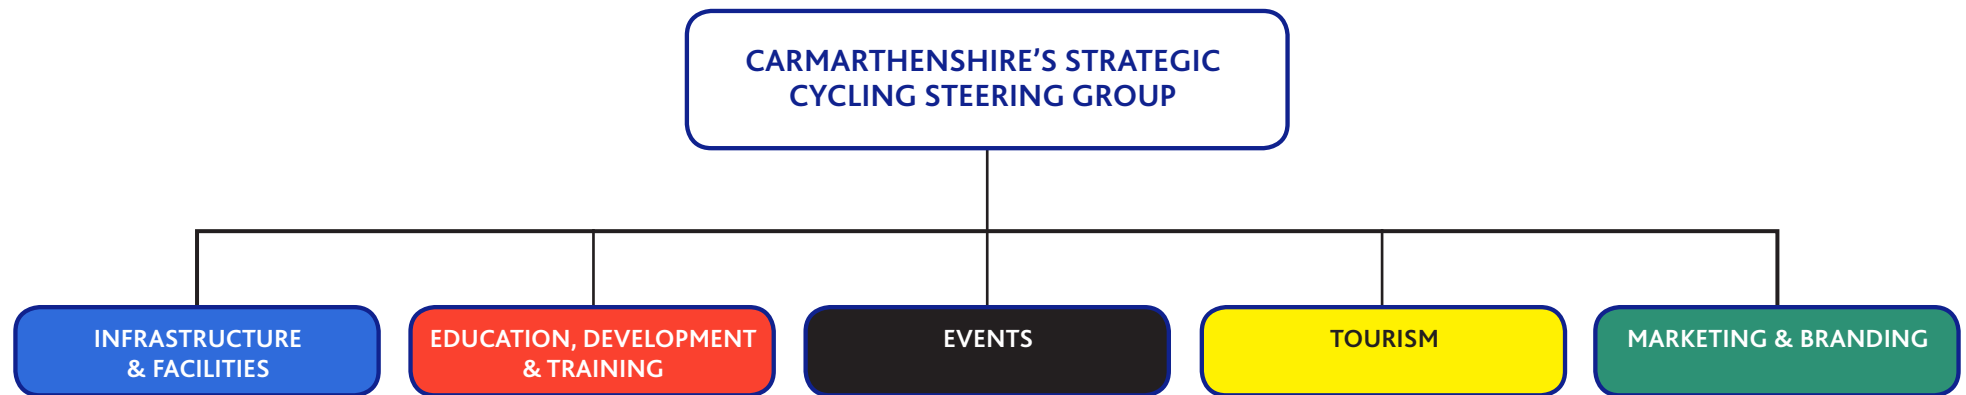 CARMARTHENSHIRE’S STRATEGIC
CYCLING STEERING GROUP
INFRASTRUCTURE
& FACILITIES
EDUCATION, DEVELOPMENT
& TRAINING
EVENTS
TOURISM
MARKETING & BRANDING